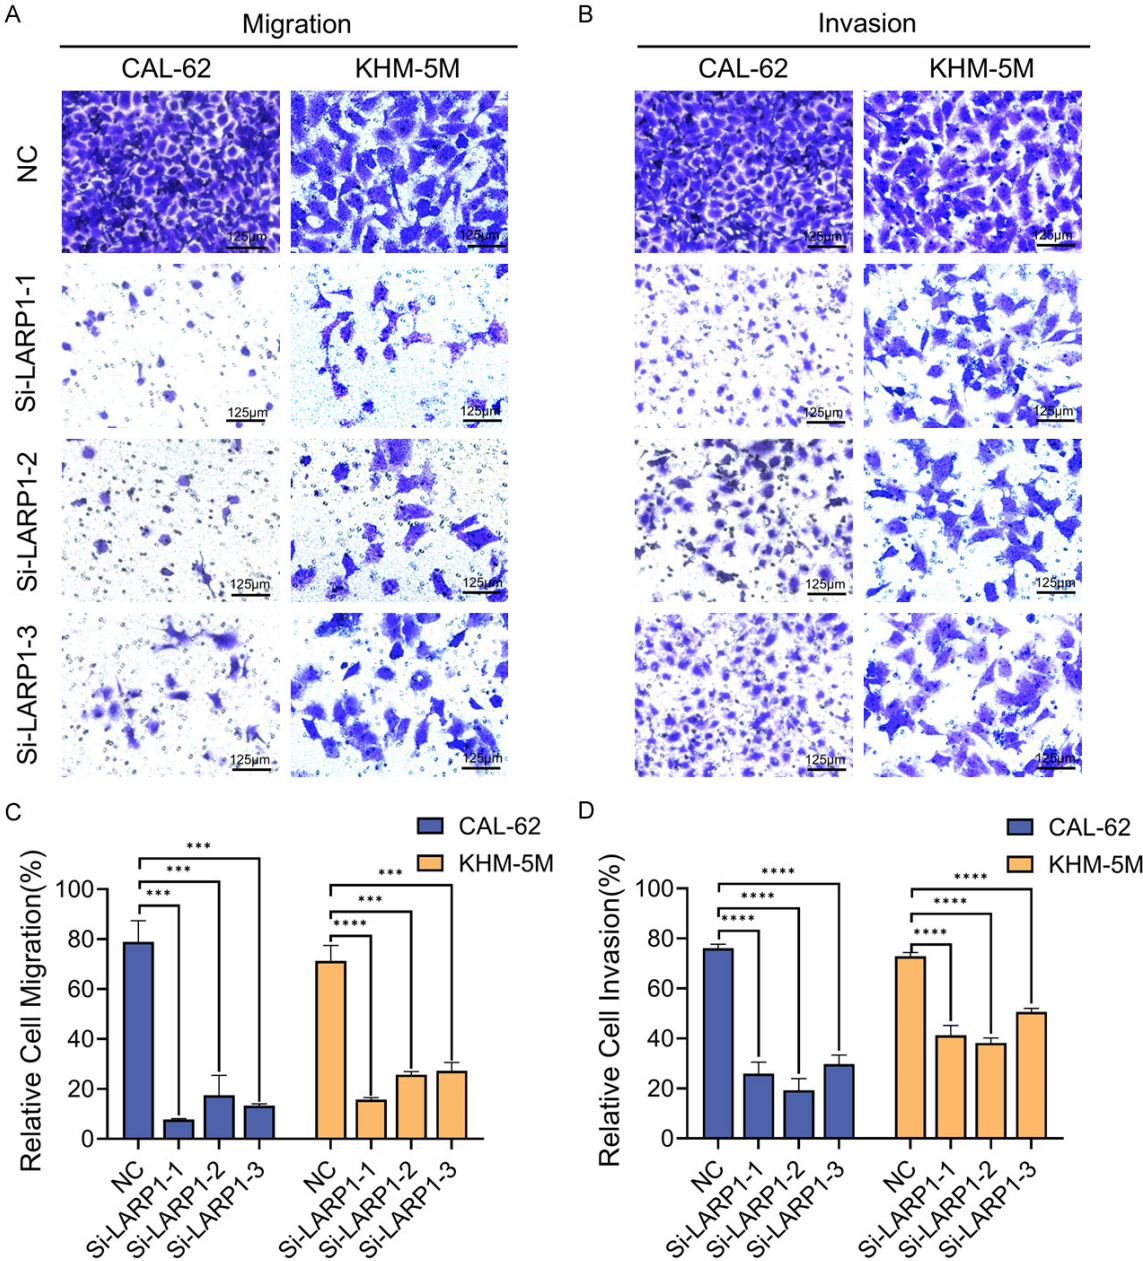 A
Migration
CAL-62 KHM-5M
B
Invasion
CAL-62 KHM-5M
NC
125μm 125μm 125μm 125μm
Si-LARP1-1
125μm 125μm 125μm 125μm
Si-LARP1-2
125μm 125μm 125μm 125μm
Si-LARP1-3
125μm 125μm 125μm 125μm
C
CAL-62
KHM-5M
Relative Cell Migration(%)
100
80
60
40
20
0
***
***
***
***
***
****
NC Si-LARP1-1 Si-LARP1-2 Si-LARP1-3 NC Si-LARP1-1 Si-LARP1-2 Si-LARP1-3
D
CAL-62
KHM-5M
Relative Cell Invasion(%)
100
80
60
40
20
0
****
****
****
****
****
****
NC Si-LARP1-1 Si-LARP1-2 Si-LARP1-3 NC Si-LARP1-1 Si-LARP1-2 Si-LARP1-3